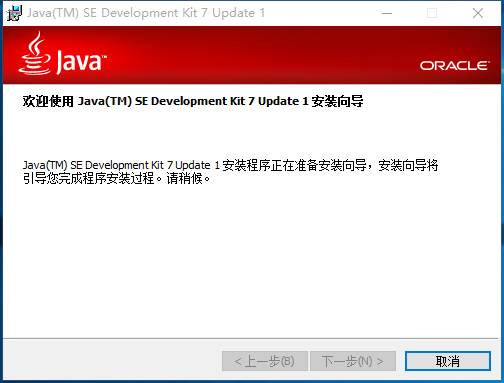 Java(TM) SE Development Kit 7 Update 1
Java™
ORACLE®
欢迎使用 Java(TM) SE Development Kit 7 Update 1 安装向导
Java(TM) SE Development Kit 7 Update 1 安装程序正在准备安装向导，安装向导将
引导您完成程序安装过程。请稍候。
< 上一步(B)
下一步(N) >
取消